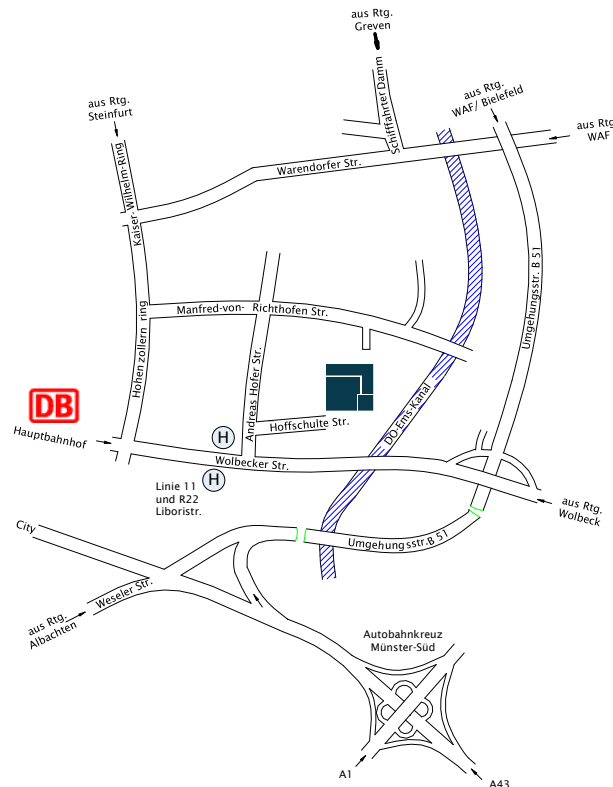 aus Rtg.
Greven
aus Rtg.
Steinfurt
aus Rtg.
WAF/ Bielefeld
aus Rtg.
WAF
Schifffahrter Damm
Kaiser-Wilhelm-Ring
Warendorfer Str.
Umgehungsstr. B 51
Manfred-von- Richthofen Str.
Hohenzollern ring
Andreas Hofer Str.
DO-Ems-Kanal
DB
Hauptbahnhof
Hoffschulte Str.
H
Wolbecker Str.
H
Linie 11
und R22
Liboristr.
aus Rtg.
Wolbeck
City
Umgehungsstr.B 51
Weseler Str.
aus Rtg.
Albachten
Autobahnkreuz
Münster-Süd
A1
A43